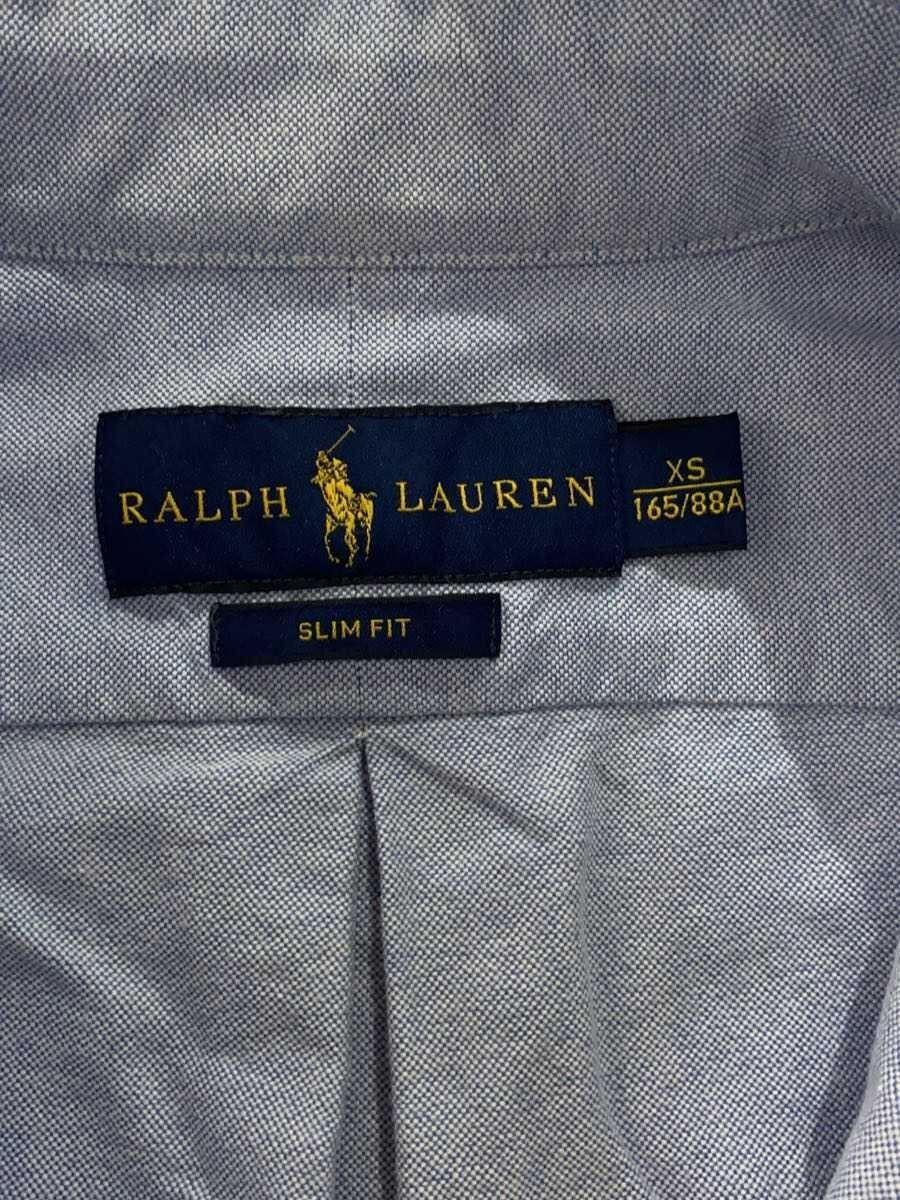 RALPH LAUREN
XS
165/88A
SLIM FIT